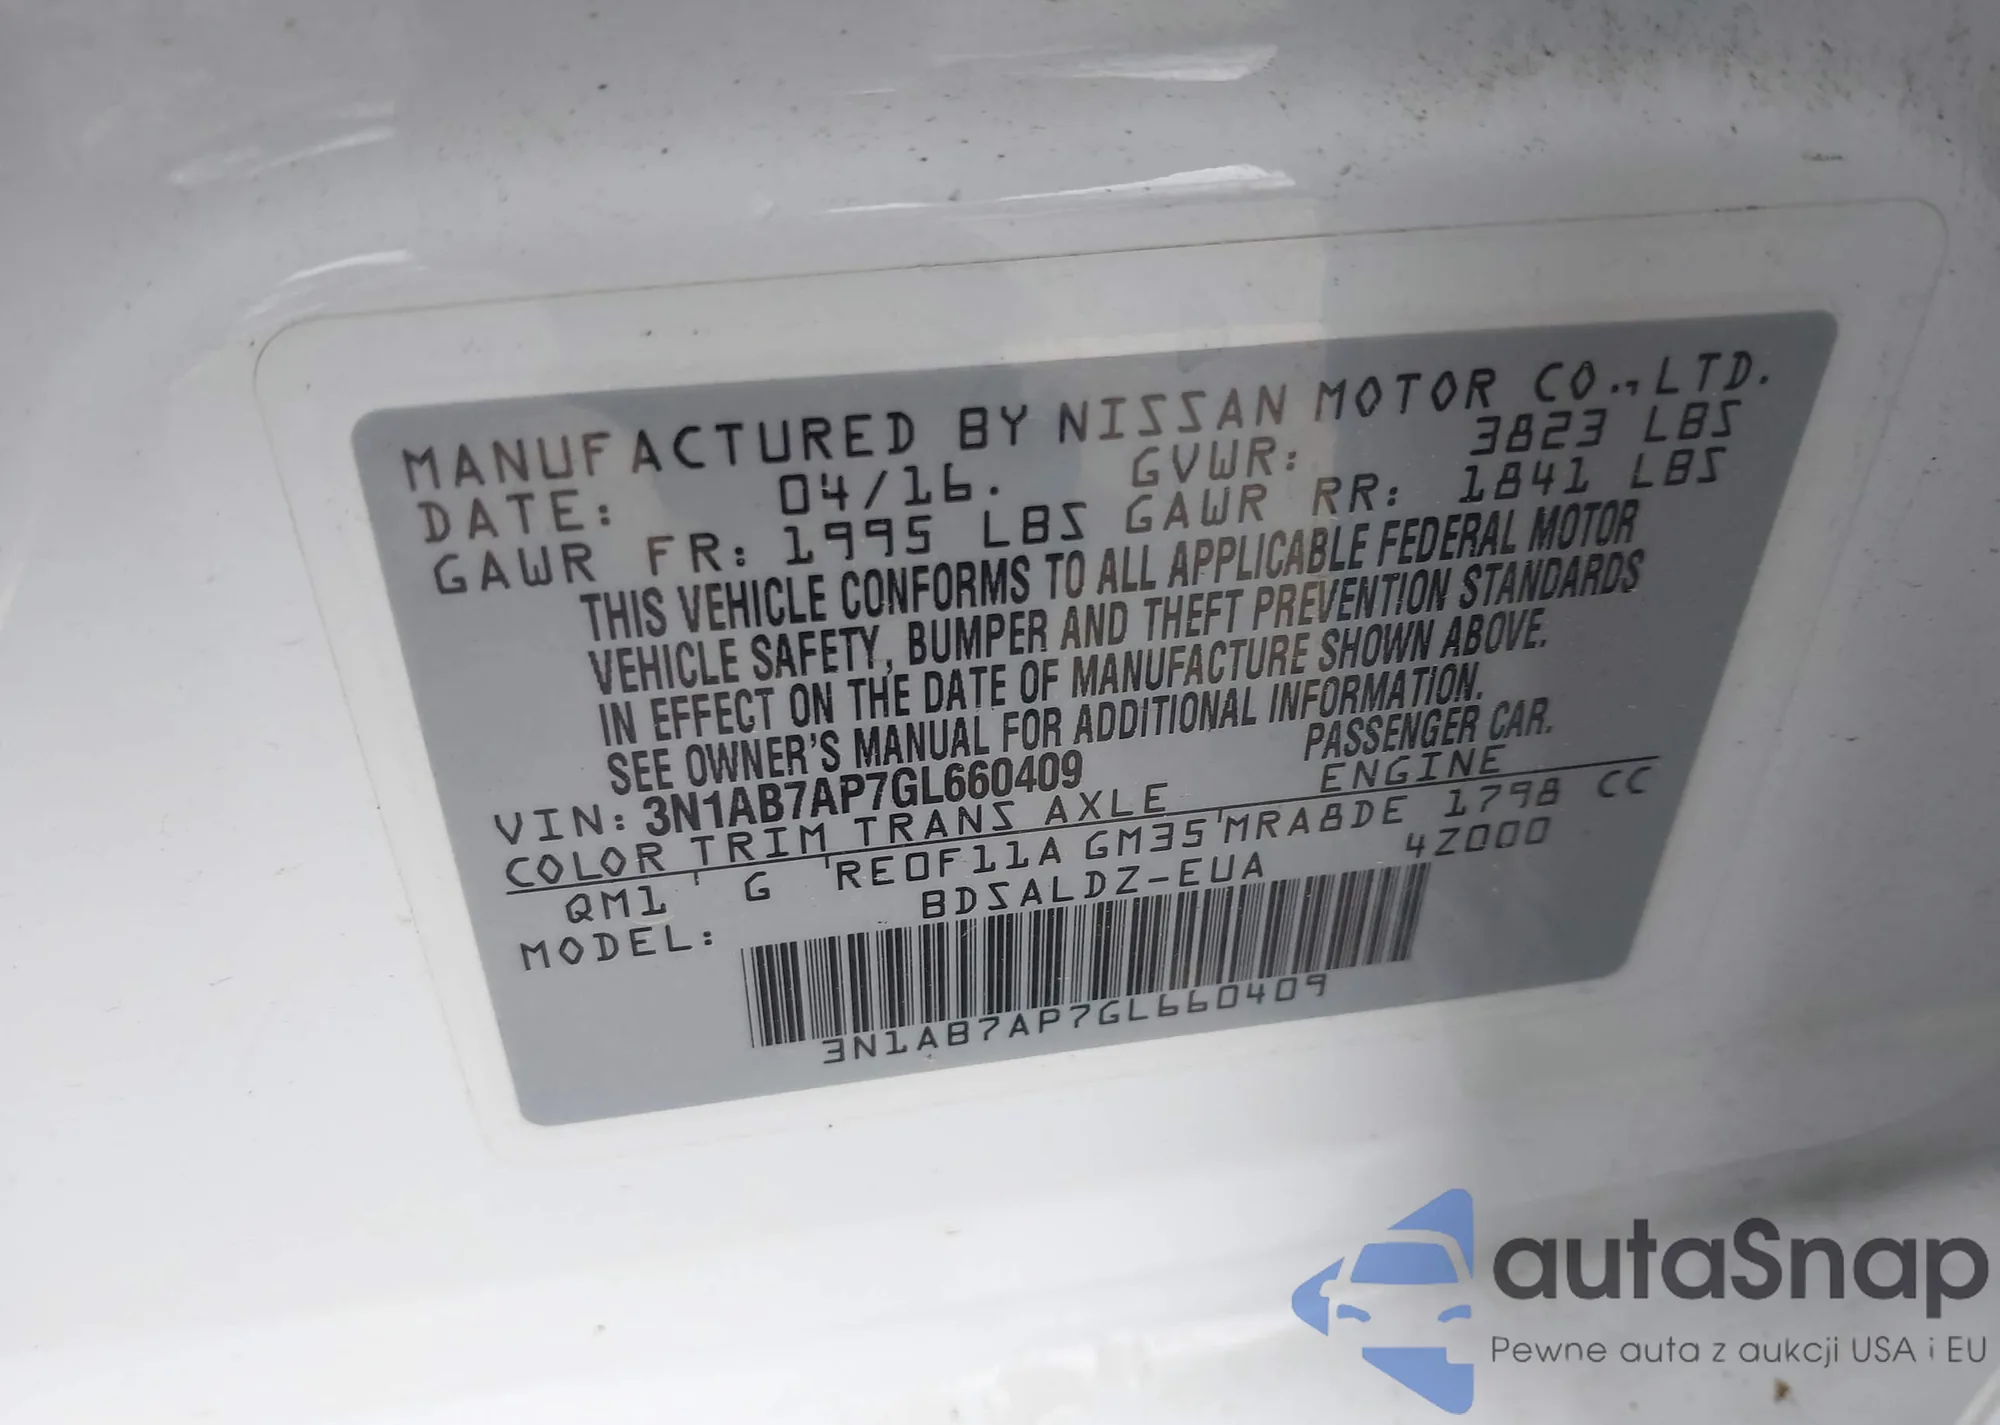 MANUFACTURED BY NISSAN MOTOR CO., LTD.
DATE: 04/16. GVWR: 3823 LBS
GAWR FR: 1995 LBS GAWR RR: 1841 LBS
THIS VEHICLE CONFORMS TO ALL APPLICABLE FEDERAL MOTOR
VEHICLE SAFETY, BUMPER AND THEFT PREVENTION STANDARDS
IN EFFECT ON THE DATE OF MANUFACTURE SHOWN ABOVE.
SEE OWNER'S MANUAL FOR ADDITIONAL INFORMATION.
VIN: 3N1AB7AP7GL660409 PASSENGER CAR.
COLOR TRIM TRANS AXLE ENGINE
QM1 G RE0F11A GM35 MRA8DE 1798 CC
MODEL: BDSALDZ-EUA 4Z000
3N1AB7AP7GL660409
autaSnap
Pewne auta z aukcji USA i EU